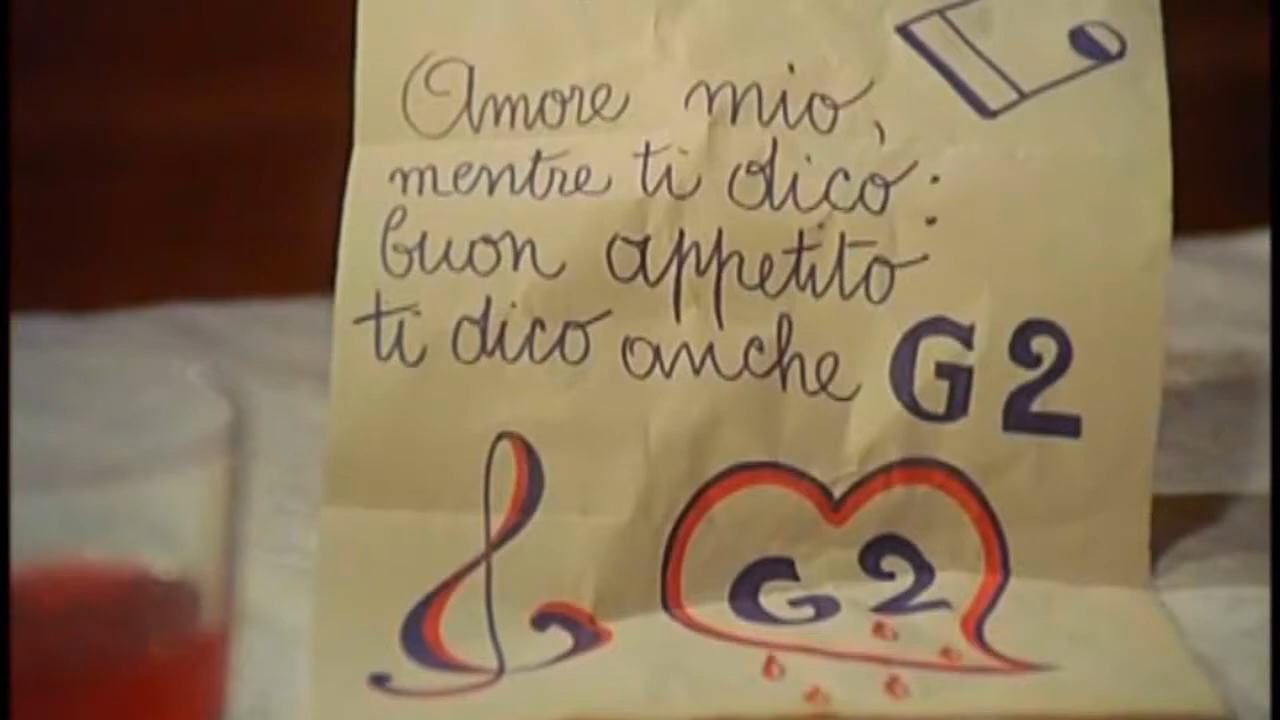 Amore mio,
mentre ti dico:
buon appetito
ti dico anche G2
G2